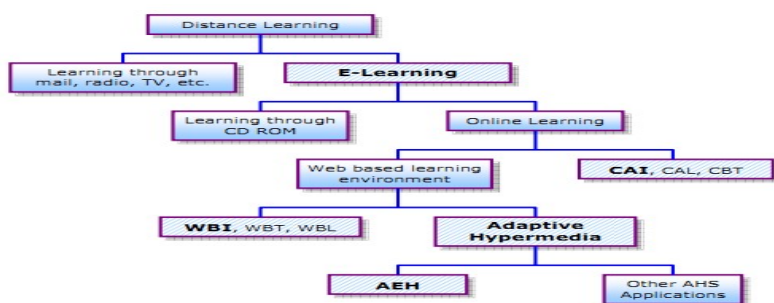 Distance Learning
Learning through
mail, radio, TV, etc.
E-Learning
Learning through
CD ROM
Online Learning
Web based learning
environment
CAI, CAL, CBT
WBI, WBT, WBL
Adaptive
Hypermedia
AEH
Other AHS
Applications